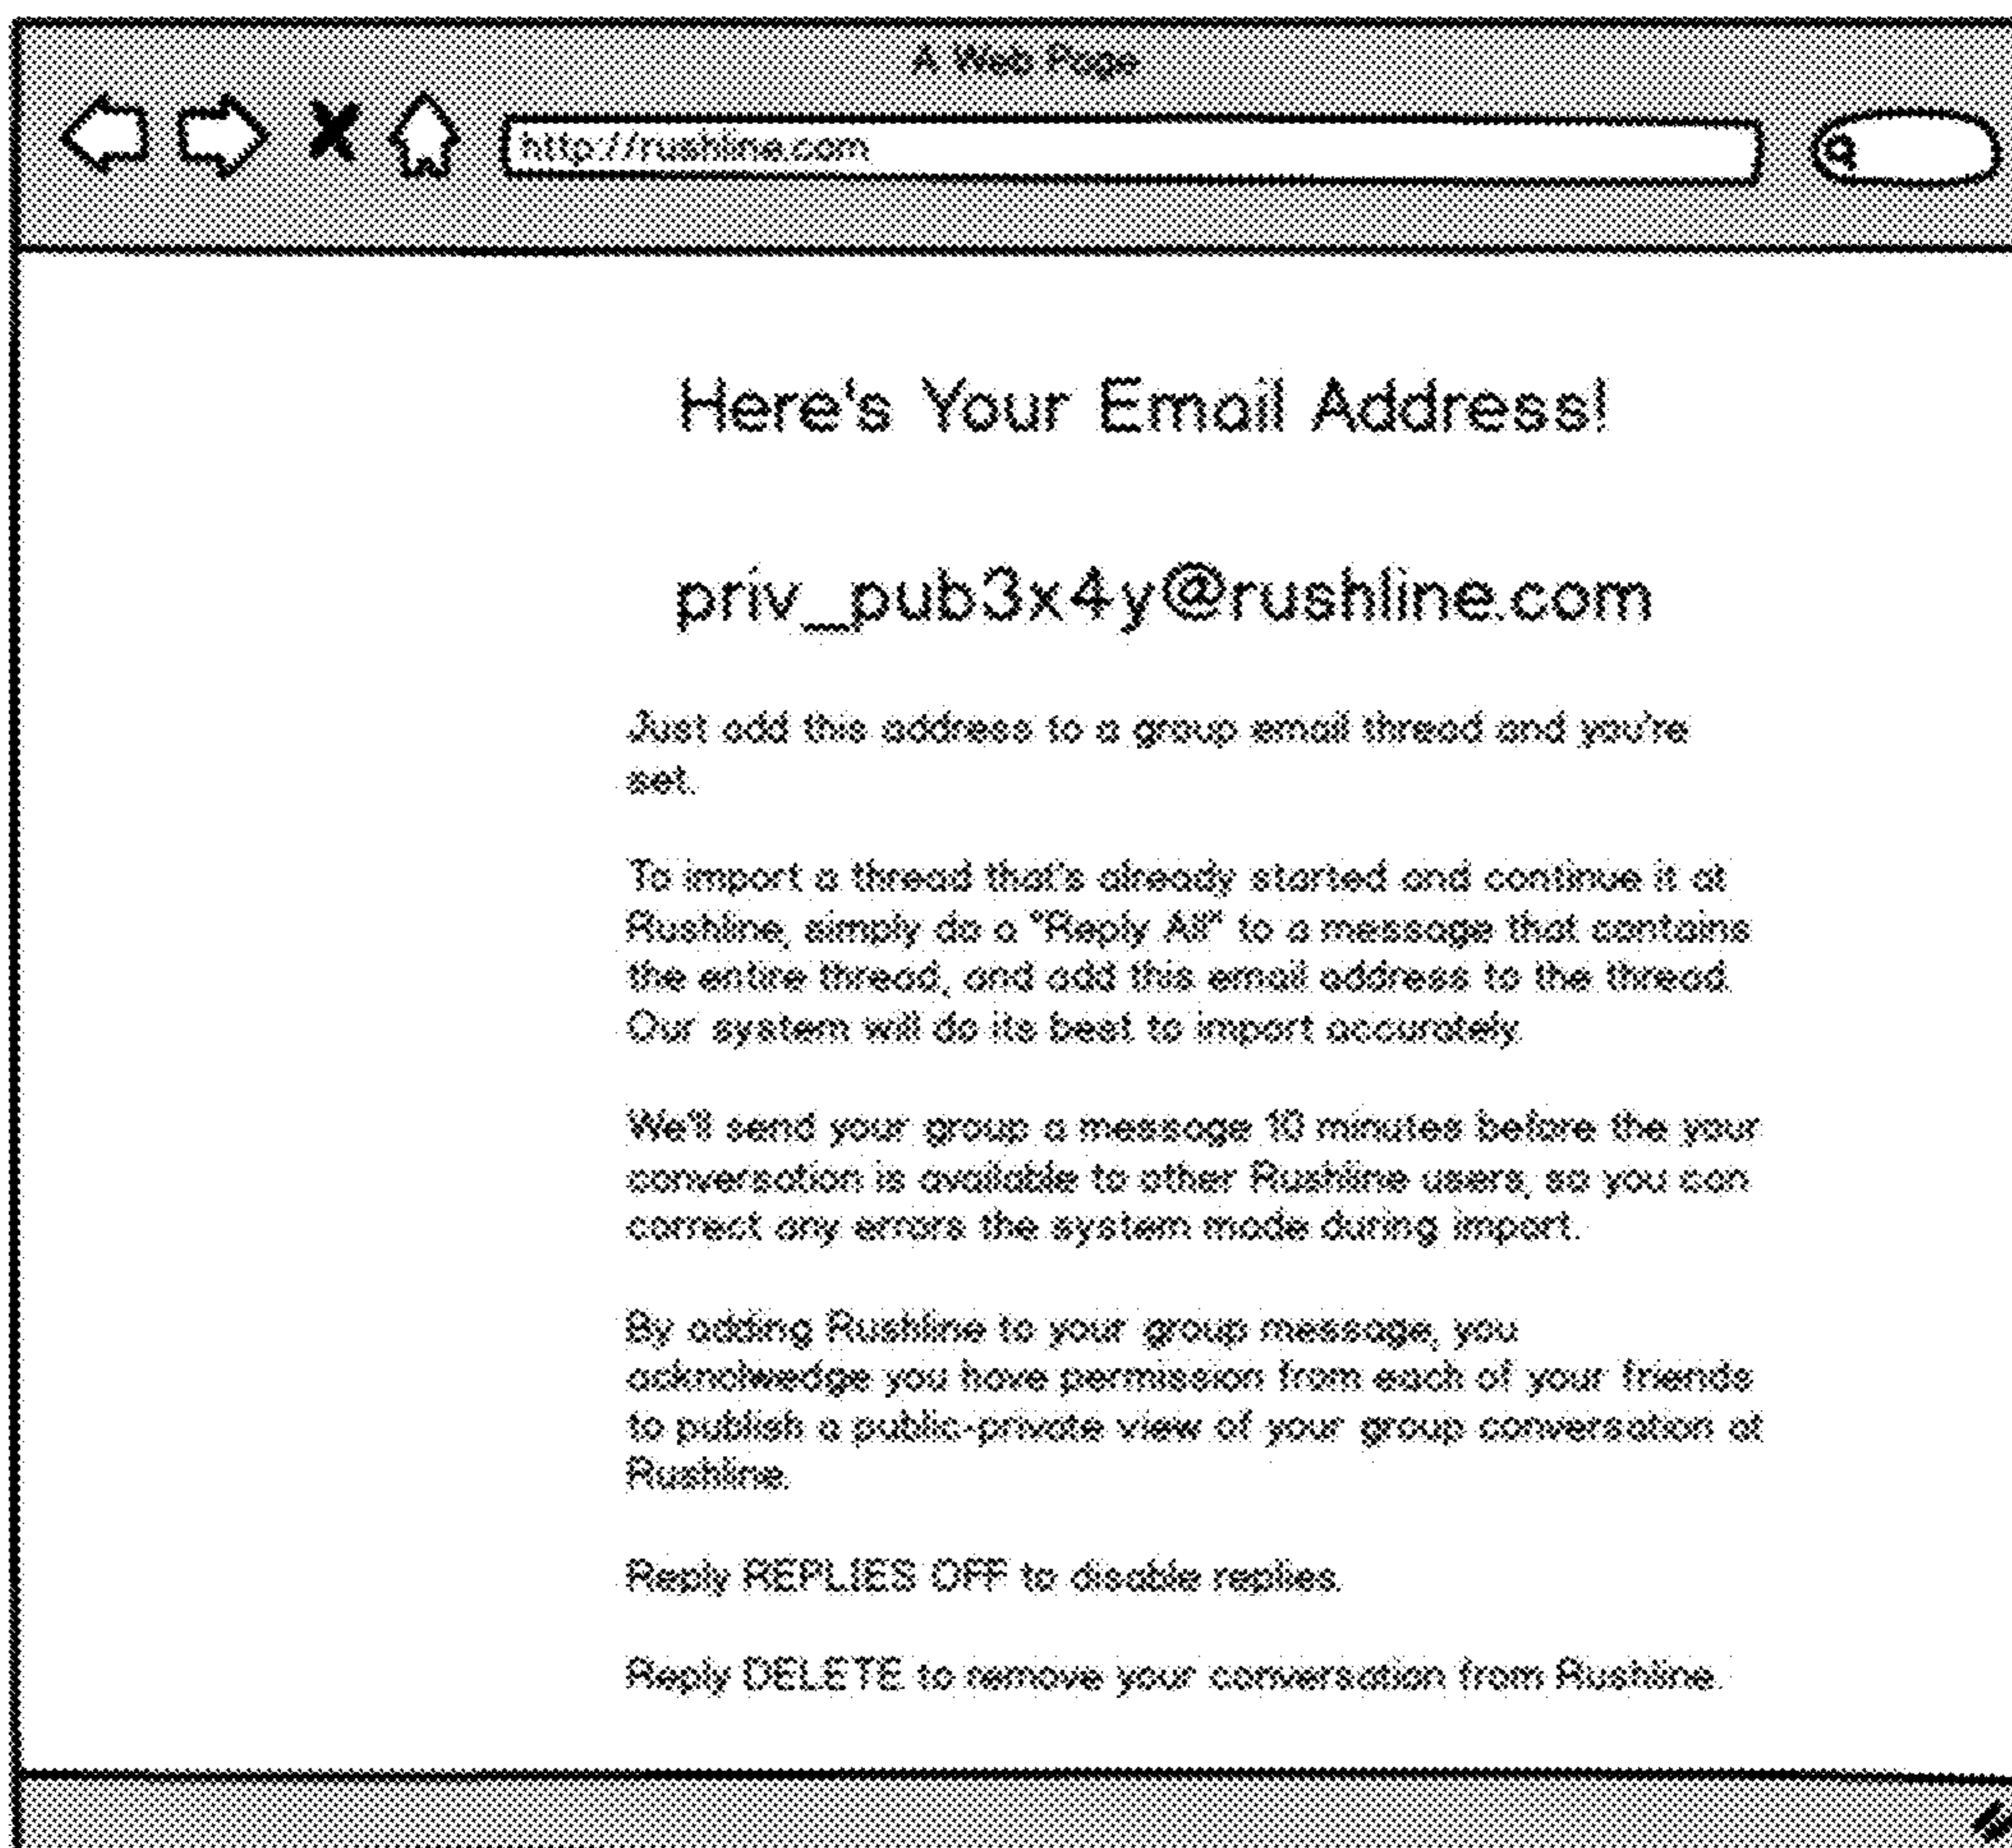 A Web Page
http://rushline.com
Here's Your Email Address!
priv_pub3x4y@rushline.com
Just add this address to a group email thread and you're
set.
To import a thread that's already started and continue it at
Rushline, simply do a "Reply All" to a message that contains
the entire thread, and add this email address to the thread.
Our system will do its best to import accurately.
We'll send your group a message 10 minutes before the your
conversation is available to other Rushline users, so you can
correct any errors the system made during import.
By adding Rushline to your group message, you
acknolwedge you have permission from each of your friends
to publish a public-private view of your group conversation at
Rushline.
Reply REPLIES OFF to disable replies.
Reply DELETE to remove your conversation from Rushline.